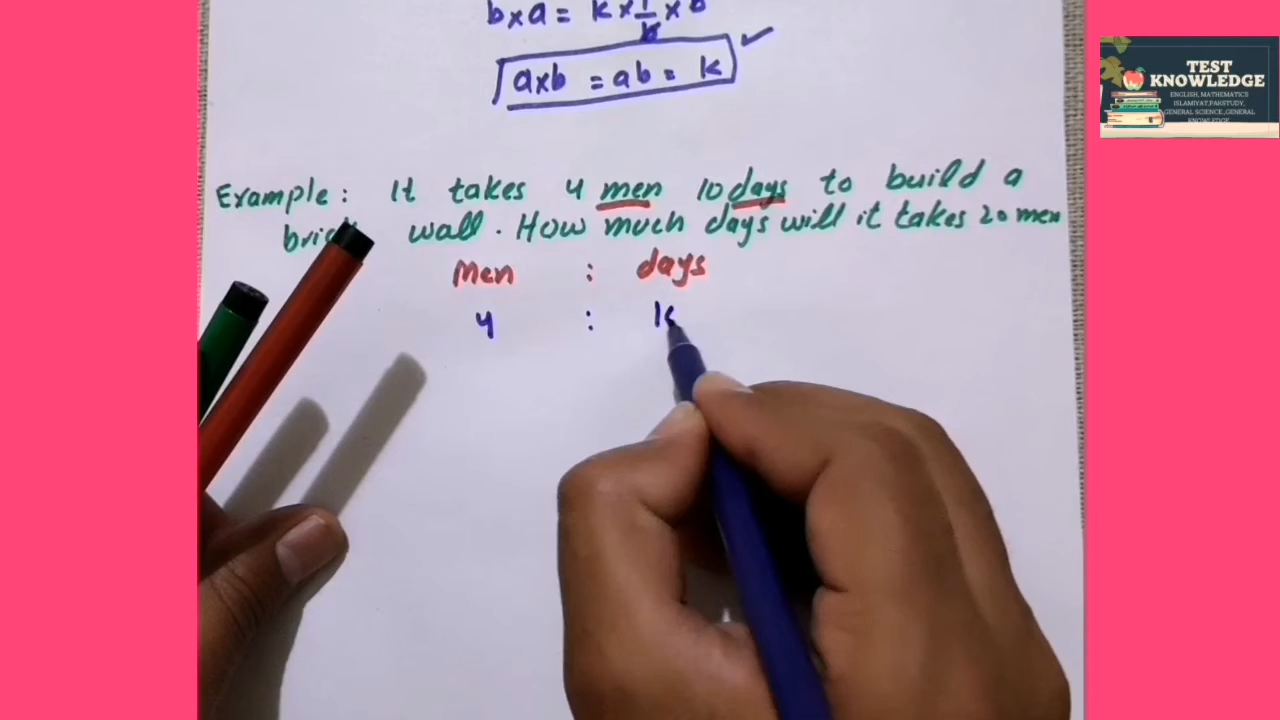 b×a = k × 1/b × b
a×b = ab = k
Example: It takes 4 men 10 days to build a
wall. How much days will it takes 20 men
men : days
4 :
TEST
KNOWLEDGE
ENGLISH, MATHEMATICS
ISLAMIYAT,PAKSTUDY,
GENERAL SCIENCE ,GENERAL
KNOWLEDGE